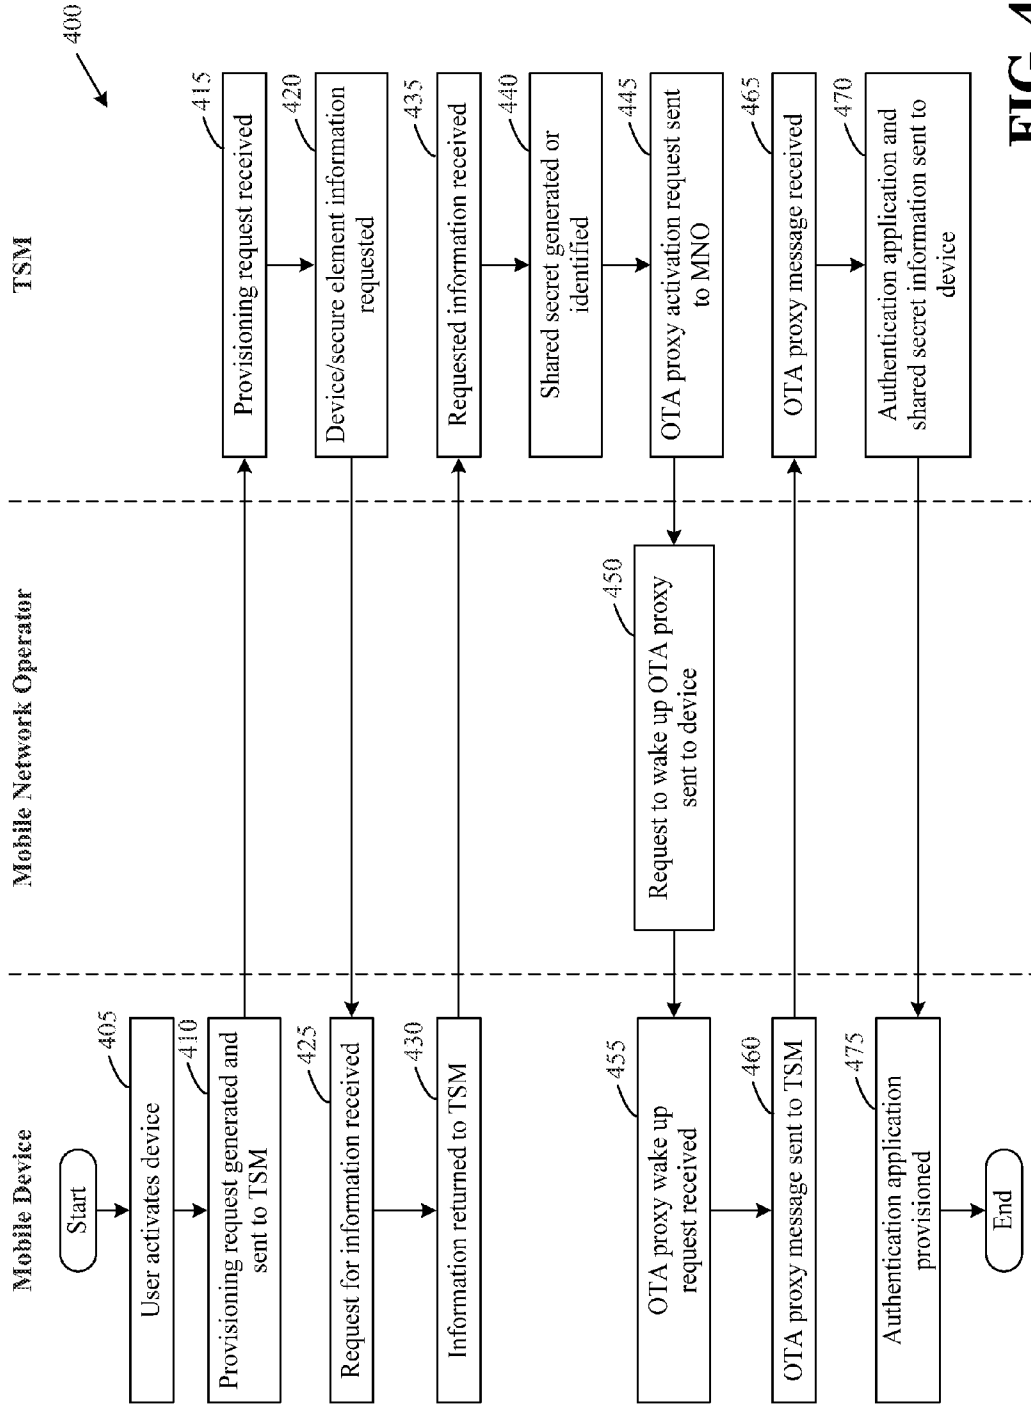 400
Mobile Device
Mobile Network Operator
TSM
Start
405
User activates device
410
Provisioning request generated and
sent to TSM
415
Provisioning request received
420
Device/secure element information
requested
425
Request for information received
430
Information returned to TSM
435
Requested information received
440
Shared secret generated or
identified
445
OTA proxy activation request sent
to MNO
450
Request to wake up OTA proxy
sent to device
455
OTA proxy wake up
request received
460
OTA proxy message sent to TSM
465
OTA proxy message received
470
Authentication application and
shared secret information sent to
device
475
Authentication application
provisioned
End
FIG. 4